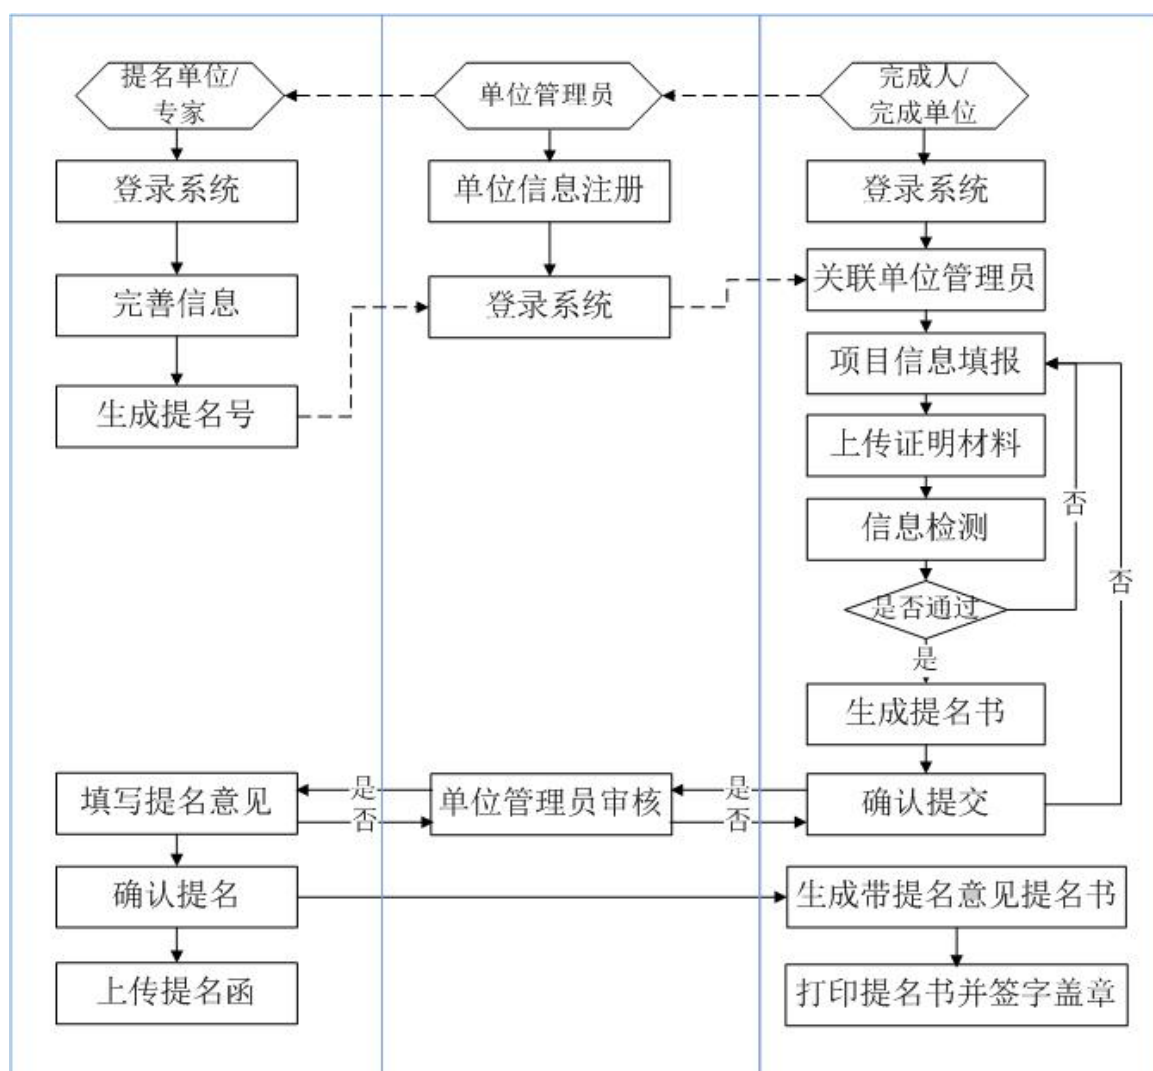 提名单位/
专家
单位管理员
完成人/
完成单位
登录系统
单位信息注册
登录系统
完善信息
登录系统
关联单位管理员
生成提名号
项目信息填报
上传证明材料
否
信息检测
否
是否通过
是
生成提名书
填写提名意见
是
否
单位管理员审核
是
否
确认提交
确认提名
生成带提名意见提名书
上传提名函
打印提名书并签字盖章